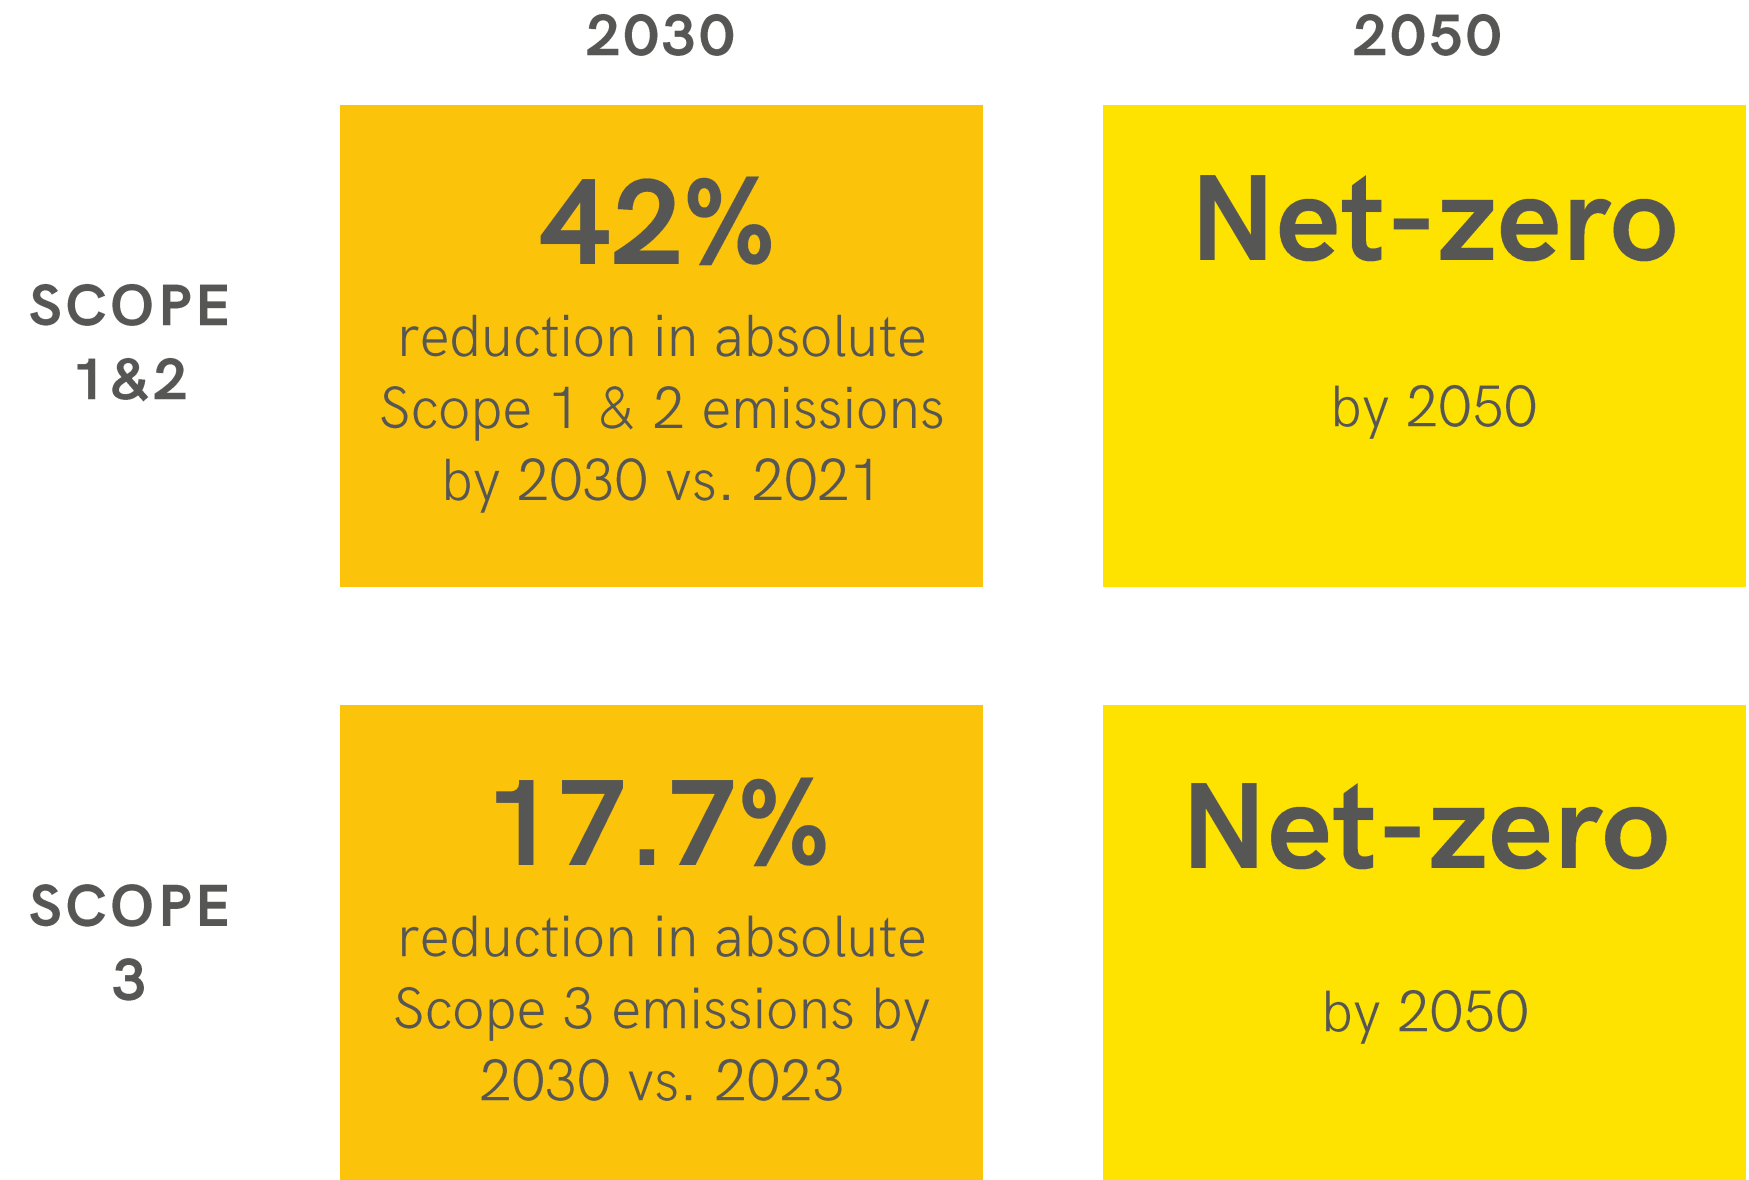 2030
2050
SCOPE
1&2
42%
reduction in absolute
Scope 1 & 2 emissions
by 2030 vs. 2021
Net-zero
by 2050
SCOPE
3
17.7%
reduction in absolute
Scope 3 emissions by
2030 vs. 2023
Net-zero
by 2050